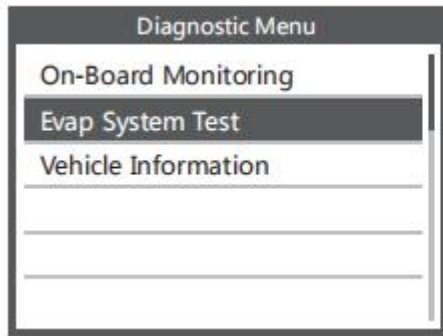 Diagnostic Menu
On-Board Monitoring
Evap System Test
Vehicle Information